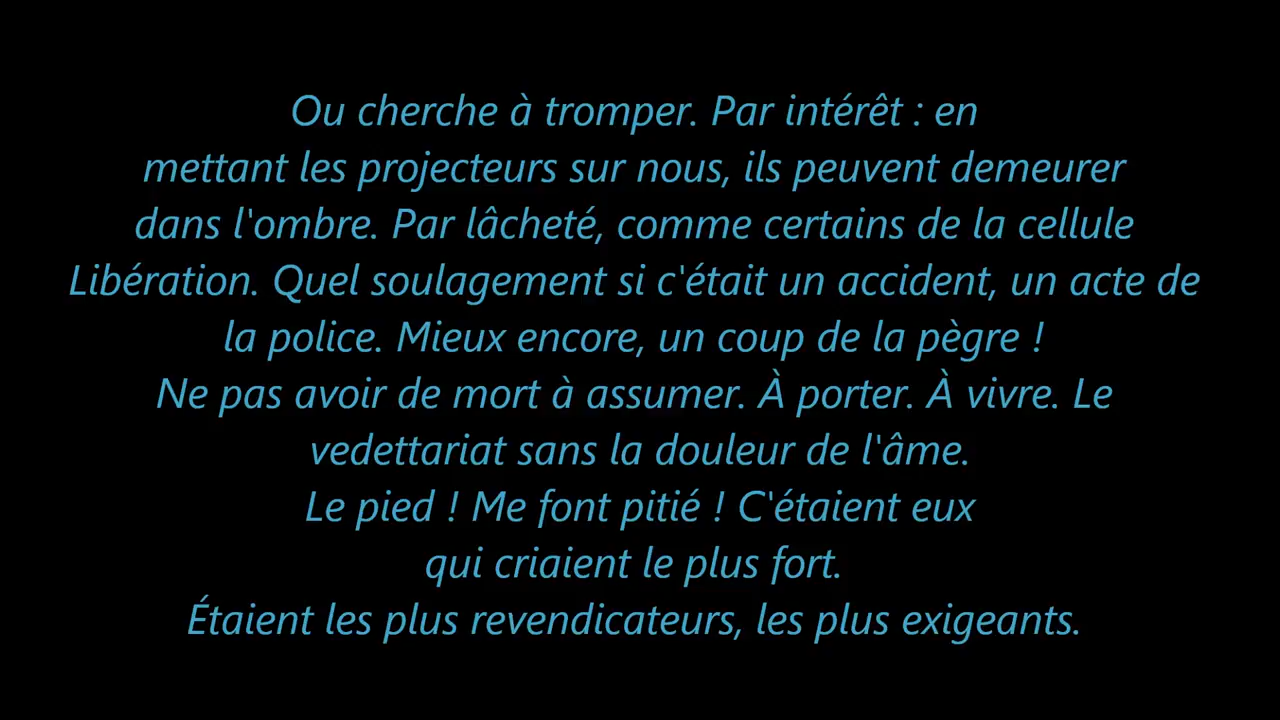 Ou cherche à tromper. Par intérêt : en
mettant les projecteurs sur nous, ils peuvent demeurer
dans l'ombre. Par lâcheté, comme certains de la cellule
Libération. Quel soulagement si c'était un accident, un acte de
la police. Mieux encore, un coup de la pègre !
Ne pas avoir de mort à assumer. À porter. À vivre. Le
vedettariat sans la douleur de l'âme.
Le pied ! Me font pitié ! C'étaient eux
qui criaient le plus fort.
Étaient les plus revendicateurs, les plus exigeants.